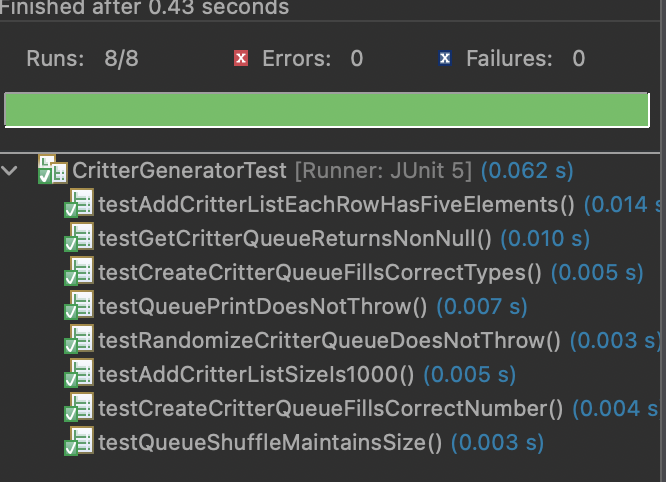 Finished after 0.43 seconds
Runs: 8/8 Errors: 0 Failures: 0
CritterGeneratorTest [Runner: JUnit 5] (0.062 s)
testAddCritterListEachRowHasFiveElements() (0.014 s
testGetCritterQueueReturnsNonNull() (0.010 s)
testCreateCritterQueueFillsCorrectTypes() (0.005 s)
testQueuePrintDoesNotThrow() (0.007 s)
testRandomizeCritterQueueDoesNotThrow() (0.003 s)
testAddCritterListSizeIs1000() (0.005 s)
testCreateCritterQueueFillsCorrectNumber() (0.004 s
testQueueShuffleMaintainsSize() (0.003 s)